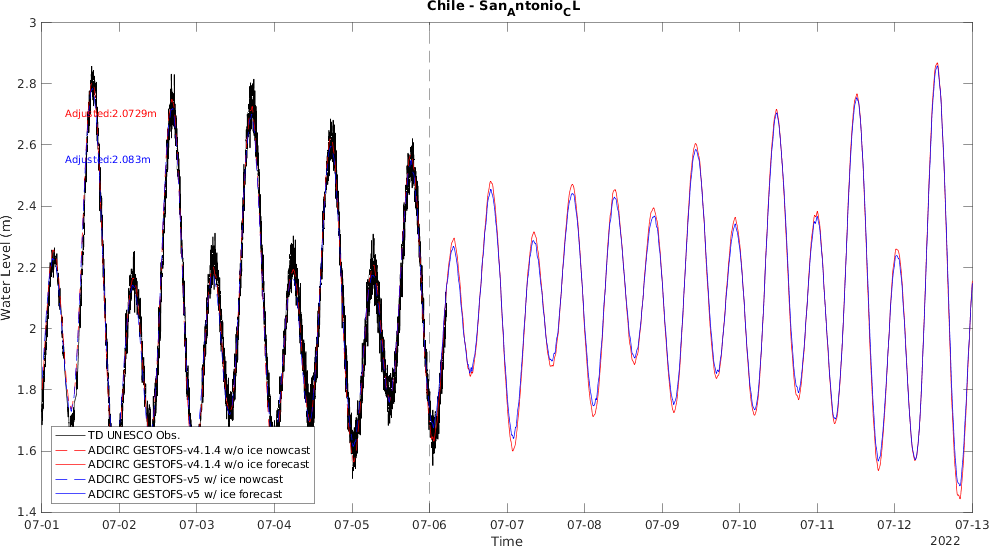 Chile - SanAntonioCL
3
2.8
2.6
2.4
2.2
2
1.8
1.6
1.4
Water Level (m)
Adjusted:2.0729m
Adjusted:2.083m
TD UNESCO Obs.
ADCIRC GESTOFS-v4.1.4 w/o ice nowcast
ADCIRC GESTOFS-v4.1.4 w/o ice forecast
ADCIRC GESTOFS-v5 w/ ice nowcast
ADCIRC GESTOFS-v5 w/ ice forecast
07-01 07-02 07-03 07-04 07-05 07-06 07-07 07-08 07-09 07-10 07-11 07-12 07-13
Time
2022